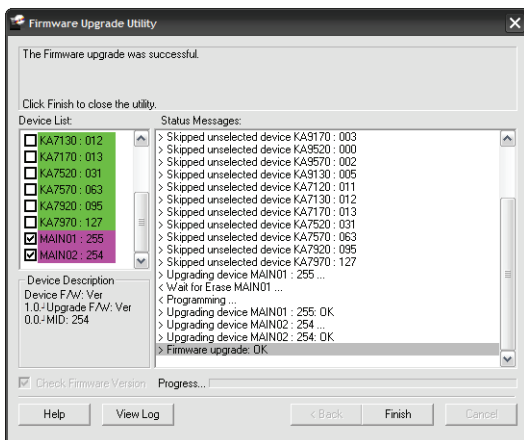 Firmware Upgrade Utility
The Firmware upgrade was successful.
Click Finish to close the utility.
Device List:
KA7130 : 012
KA7170 : 013
KA7520 : 031
KA7570 : 063
KA7920 : 095
KA7970 : 127
MAIN01 : 255
MAIN02 : 254
Device Description
Device F/W: Ver
1.0.┘Upgrade F/W: Ver
0.0.┘MID: 254
Status Messages:
> Skipped unselected device KA9170 : 003
> Skipped unselected device KA9520 : 000
> Skipped unselected device KA9570 : 002
> Skipped unselected device KA9130 : 005
> Skipped unselected device KA7120 : 011
> Skipped unselected device KA7130 : 012
> Skipped unselected device KA7170 : 013
> Skipped unselected device KA7520 : 031
> Skipped unselected device KA7570 : 063
> Skipped unselected device KA7920 : 095
> Skipped unselected device KA7970 : 127
> Upgrading device MAIN01 : 255 ...
< Wait for Erase MAIN01 ...
< Programming ...
> Upgrading device MAIN01 : 255: OK
> Upgrading device MAIN02 : 254 ...
> Upgrading device MAIN02 : 254: OK
> Firmware upgrade: OK
Check Firmware Version
Progress...
Help
View Log
< Back
Finish
Cancel